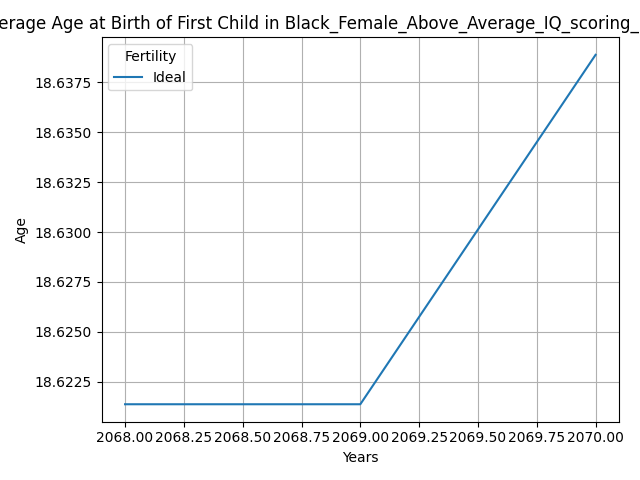 erage Age at Birth of First Child in Black_Female_Above_Average_IQ_scoring_
Fertility
Ideal
18.6375
18.6350
18.6325
18.6300
18.6275
18.6250
18.6225
Age
2068.00 2068.25 2068.50 2068.75 2069.00 2069.25 2069.50 2069.75 2070.00
Years